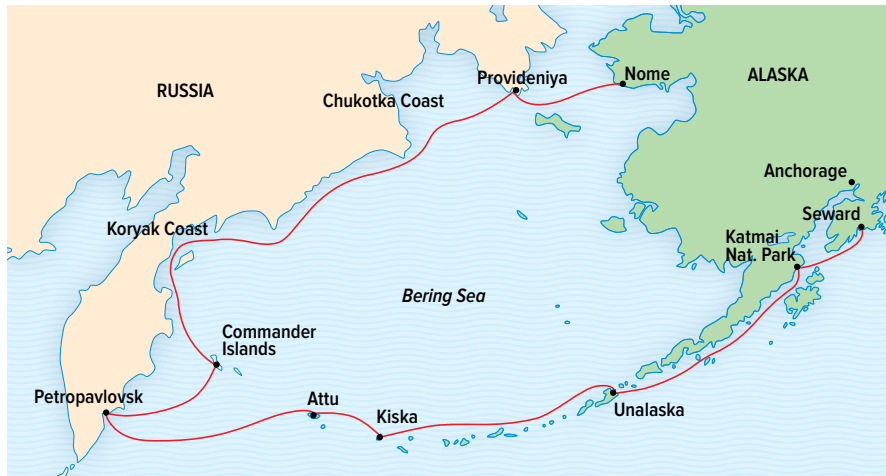 Provideniya
Nome
ALASKA
RUSSIA
Chukotka Coast
Anchorage
Seward
Koryak Coast
Katmai
Nat. Park
Bering Sea
Commander
Islands
Petropavlovsk
Attu
Kiska
Unalaska